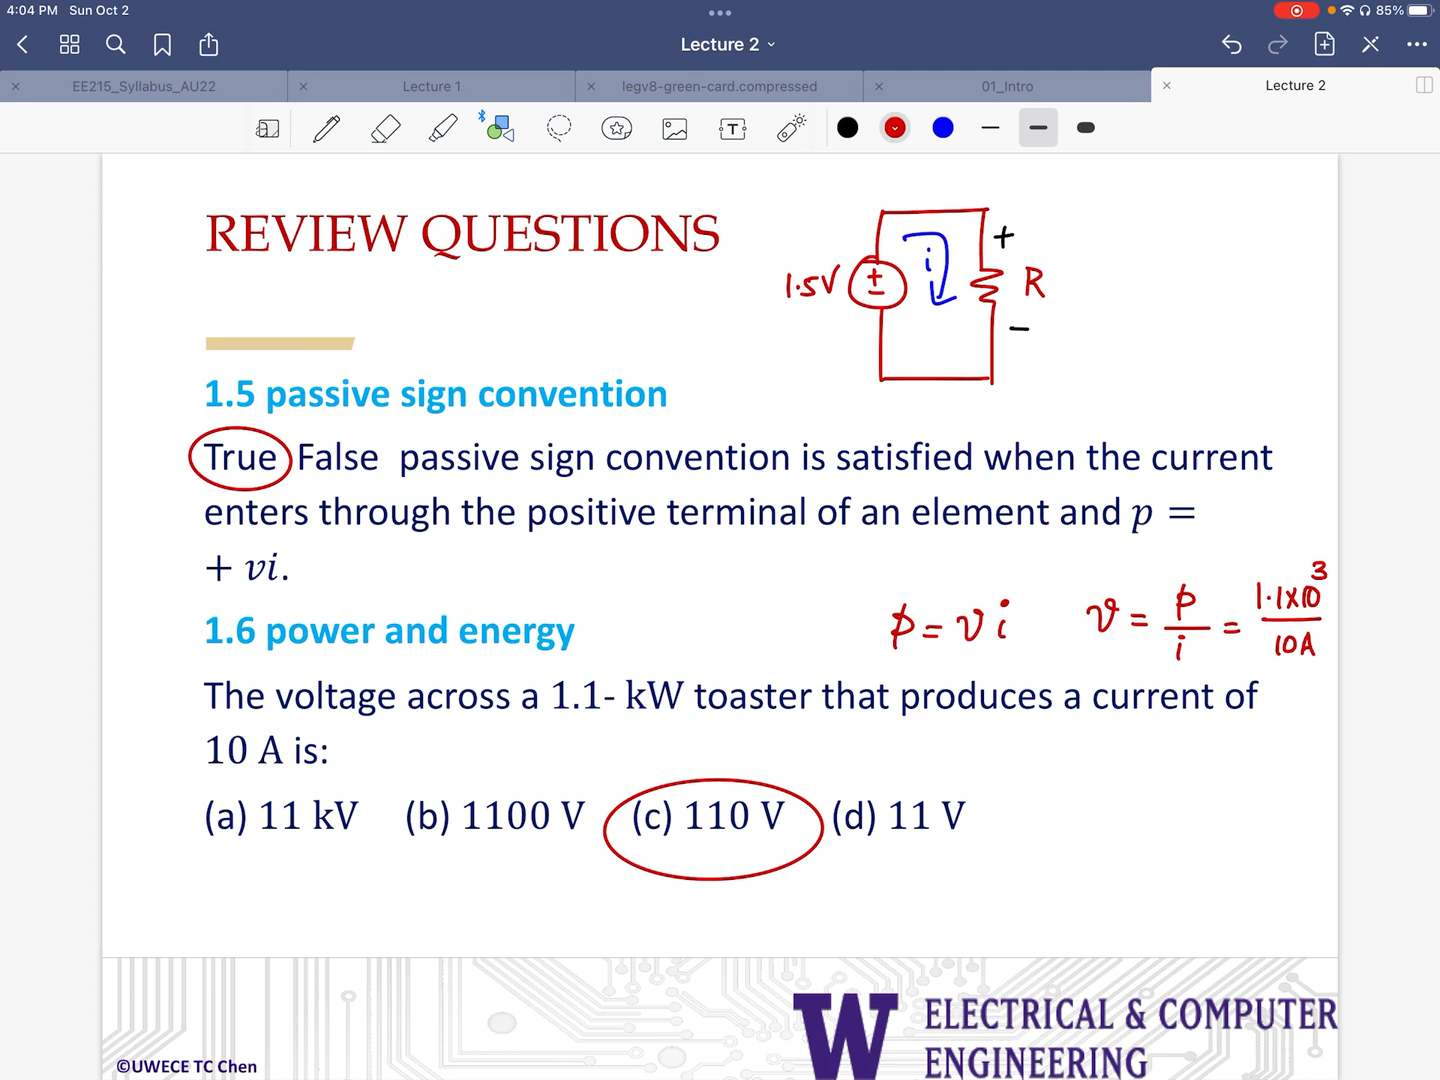 4:04 PM Sun Oct 2
85%
Lecture 2
EE215_Syllabus_AU22
Lecture 1
legv8-green-card.compressed
01_Intro
Lecture 2
REVIEW QUESTIONS
1.5V
+
-
i
+
R
-
1.5 passive sign convention
True False passive sign convention is satisfied when the current
enters through the positive terminal of an element and p =
+ vi.
p = vi v = p/i = 1.1x10^3/10A
1.6 power and energy
The voltage across a 1.1- kW toaster that produces a current of
10 A is:
(a) 11 kV (b) 1100 V (c) 110 V (d) 11 V
W
ELECTRICAL & COMPUTER
ENGINEERING
©UWECE TC Chen